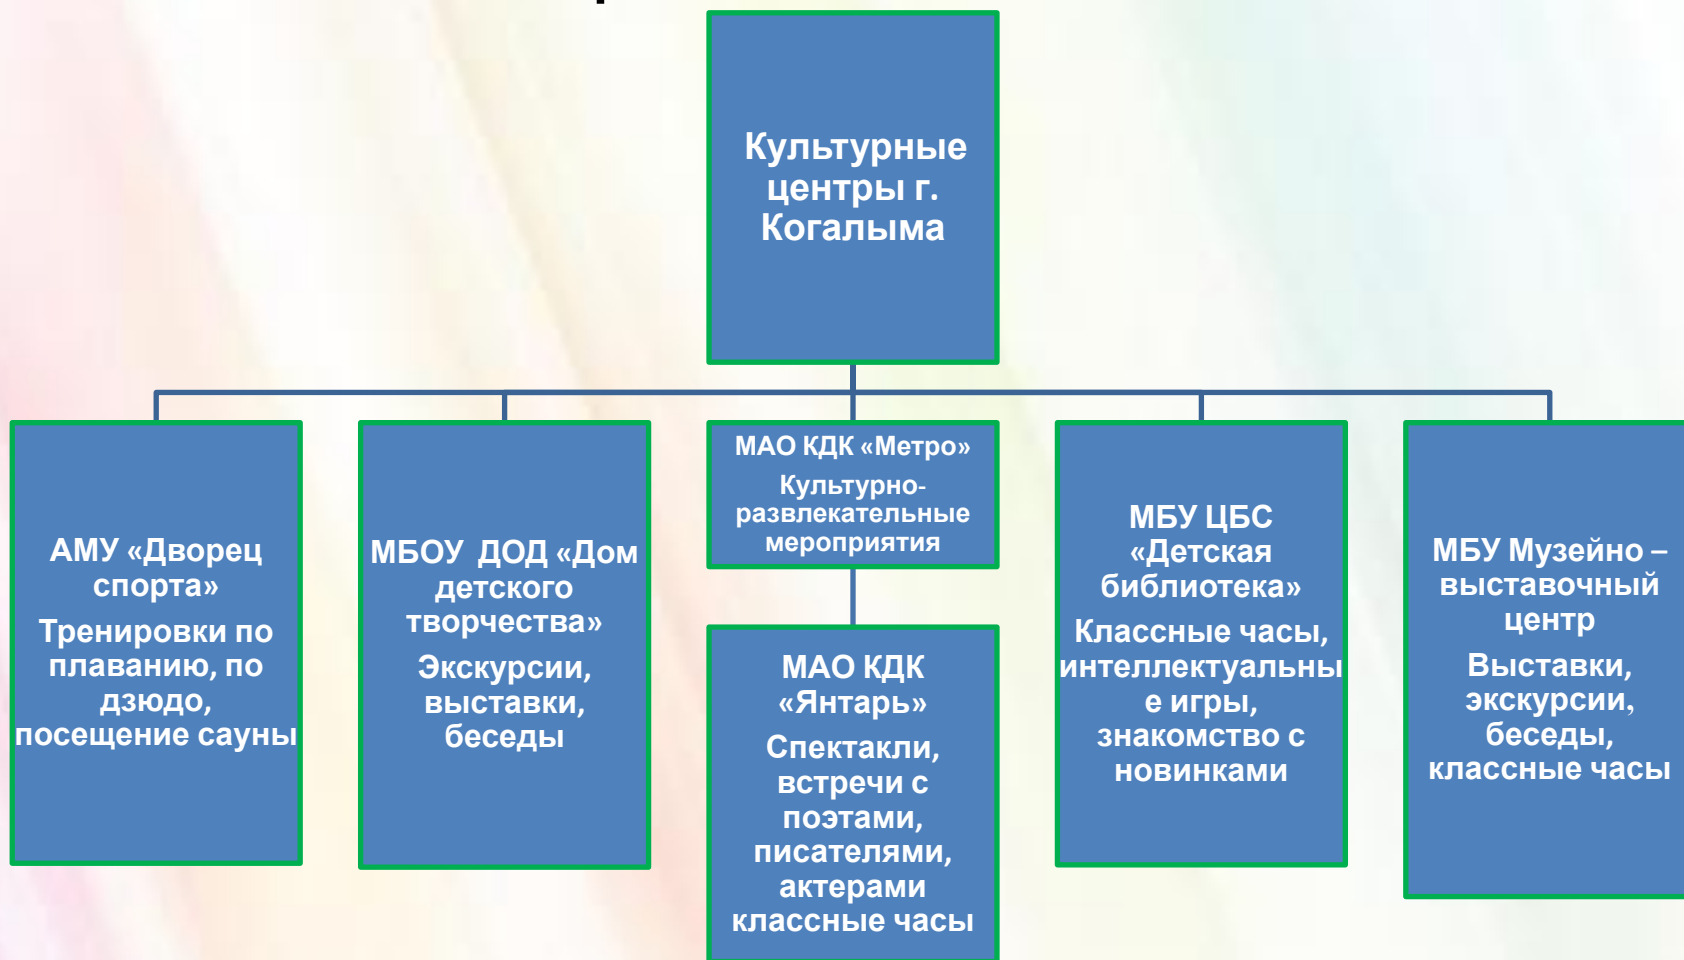 Культурные
центры г.
Когалыма
АМУ «Дворец
спорта»
Тренировки по
плаванию, по
дзюдо,
посещение сауны
МБОУ  ДОД «Дом
детского
творчества»
Экскурсии,
выставки,
беседы
МАО КДК «Метро»
Культурно-
развлекательные
мероприятия
МАО КДК
«Янтарь»
Спектакли,
встречи с
поэтами,
писателями,
актерами
классные часы
МБУ ЦБС
«Детская
библиотека»
Классные часы,
интеллектуальны
е игры,
знакомство с
новинками
МБУ Музейно –
выставочный
центр
Выставки,
экскурсии,
беседы,
классные часы